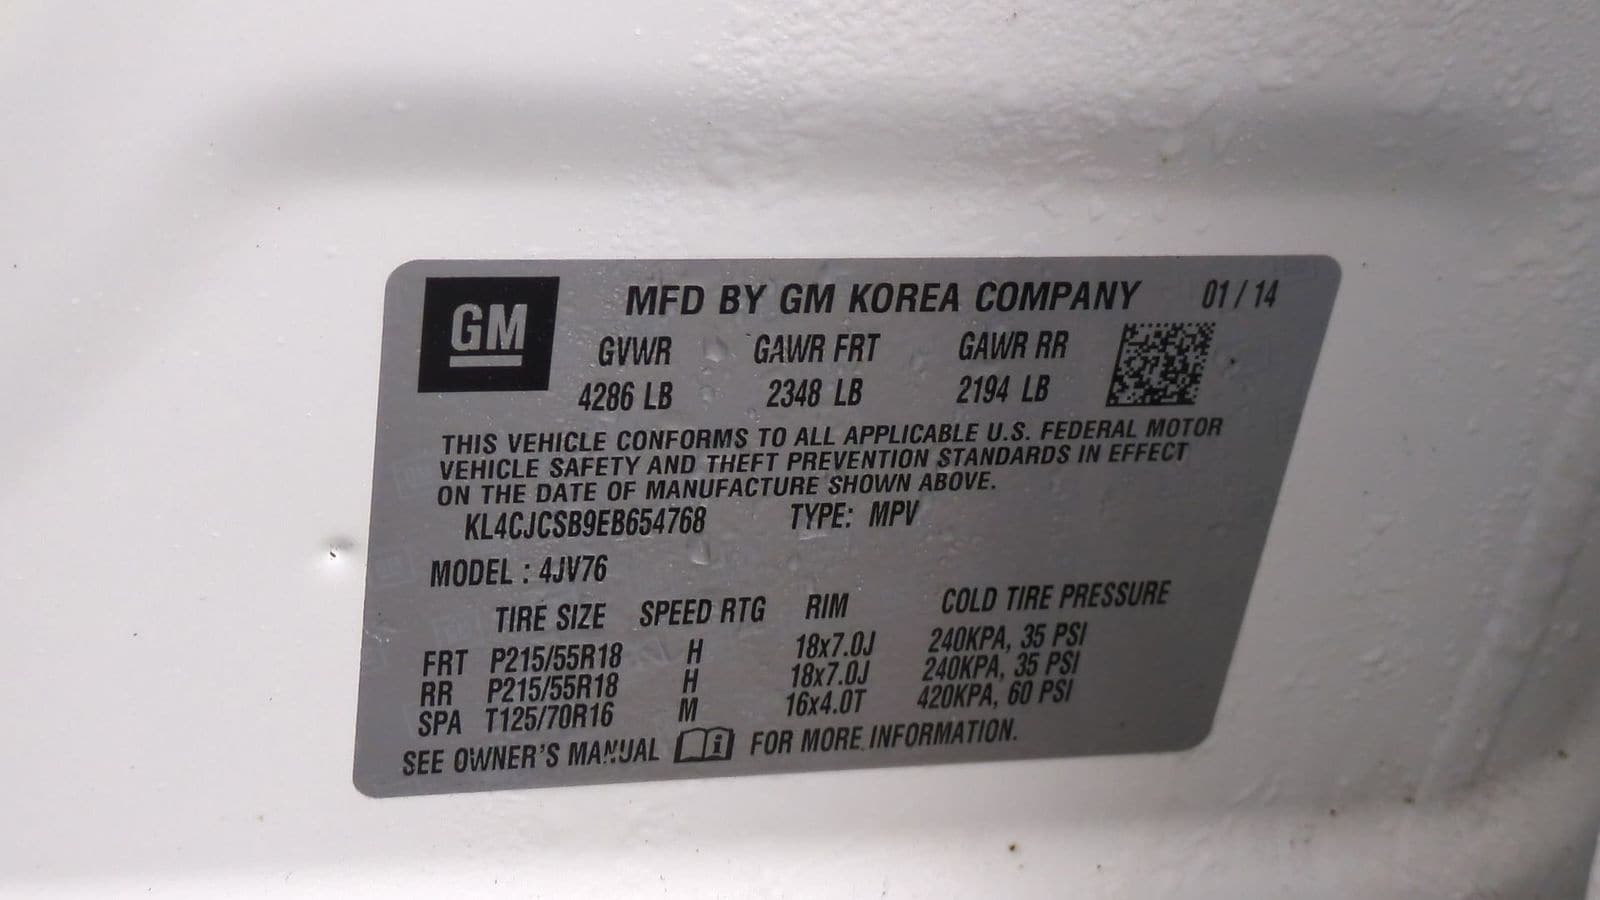 GM
MFD BY GM KOREA COMPANY 01 / 14
GVWR GAWR FRT GAWR RR
4286 LB 2348 LB 2194 LB
THIS VEHICLE CONFORMS TO ALL APPLICABLE U.S. FEDERAL MOTOR
VEHICLE SAFETY AND THEFT PREVENTION STANDARDS IN EFFECT
ON THE DATE OF MANUFACTURE SHOWN ABOVE.
KL4CJCSB9EB654768 TYPE: MPV
MODEL : 4JV76
TIRE SIZE SPEED RTG RIM COLD TIRE PRESSURE
FRT P215/55R18 H 18x7.0J 240KPA, 35 PSI
RR P215/55R18 H 18x7.0J 240KPA, 35 PSI
SPA T125/70R16 M 16x4.0T 420KPA, 60 PSI
SEE OWNER'S MANUAL FOR MORE INFORMATION.